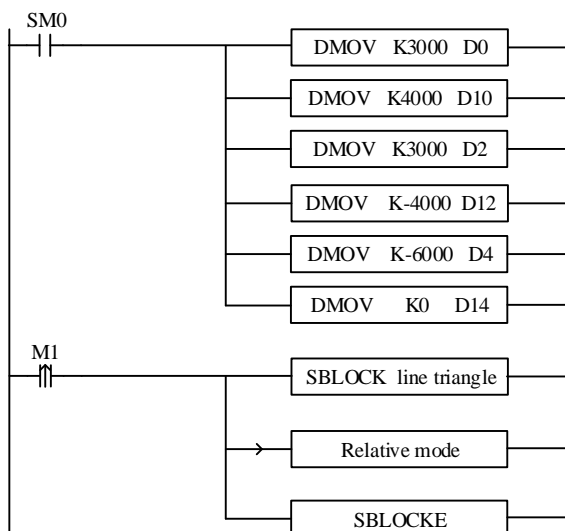 SM0
DMOV K3000 D0
DMOV K4000 D10
DMOV K3000 D2
DMOV K-4000 D12
DMOV K-6000 D4
DMOV K0 D14
M1
SBLOCK line triangle
Relative mode
SBLOCKE